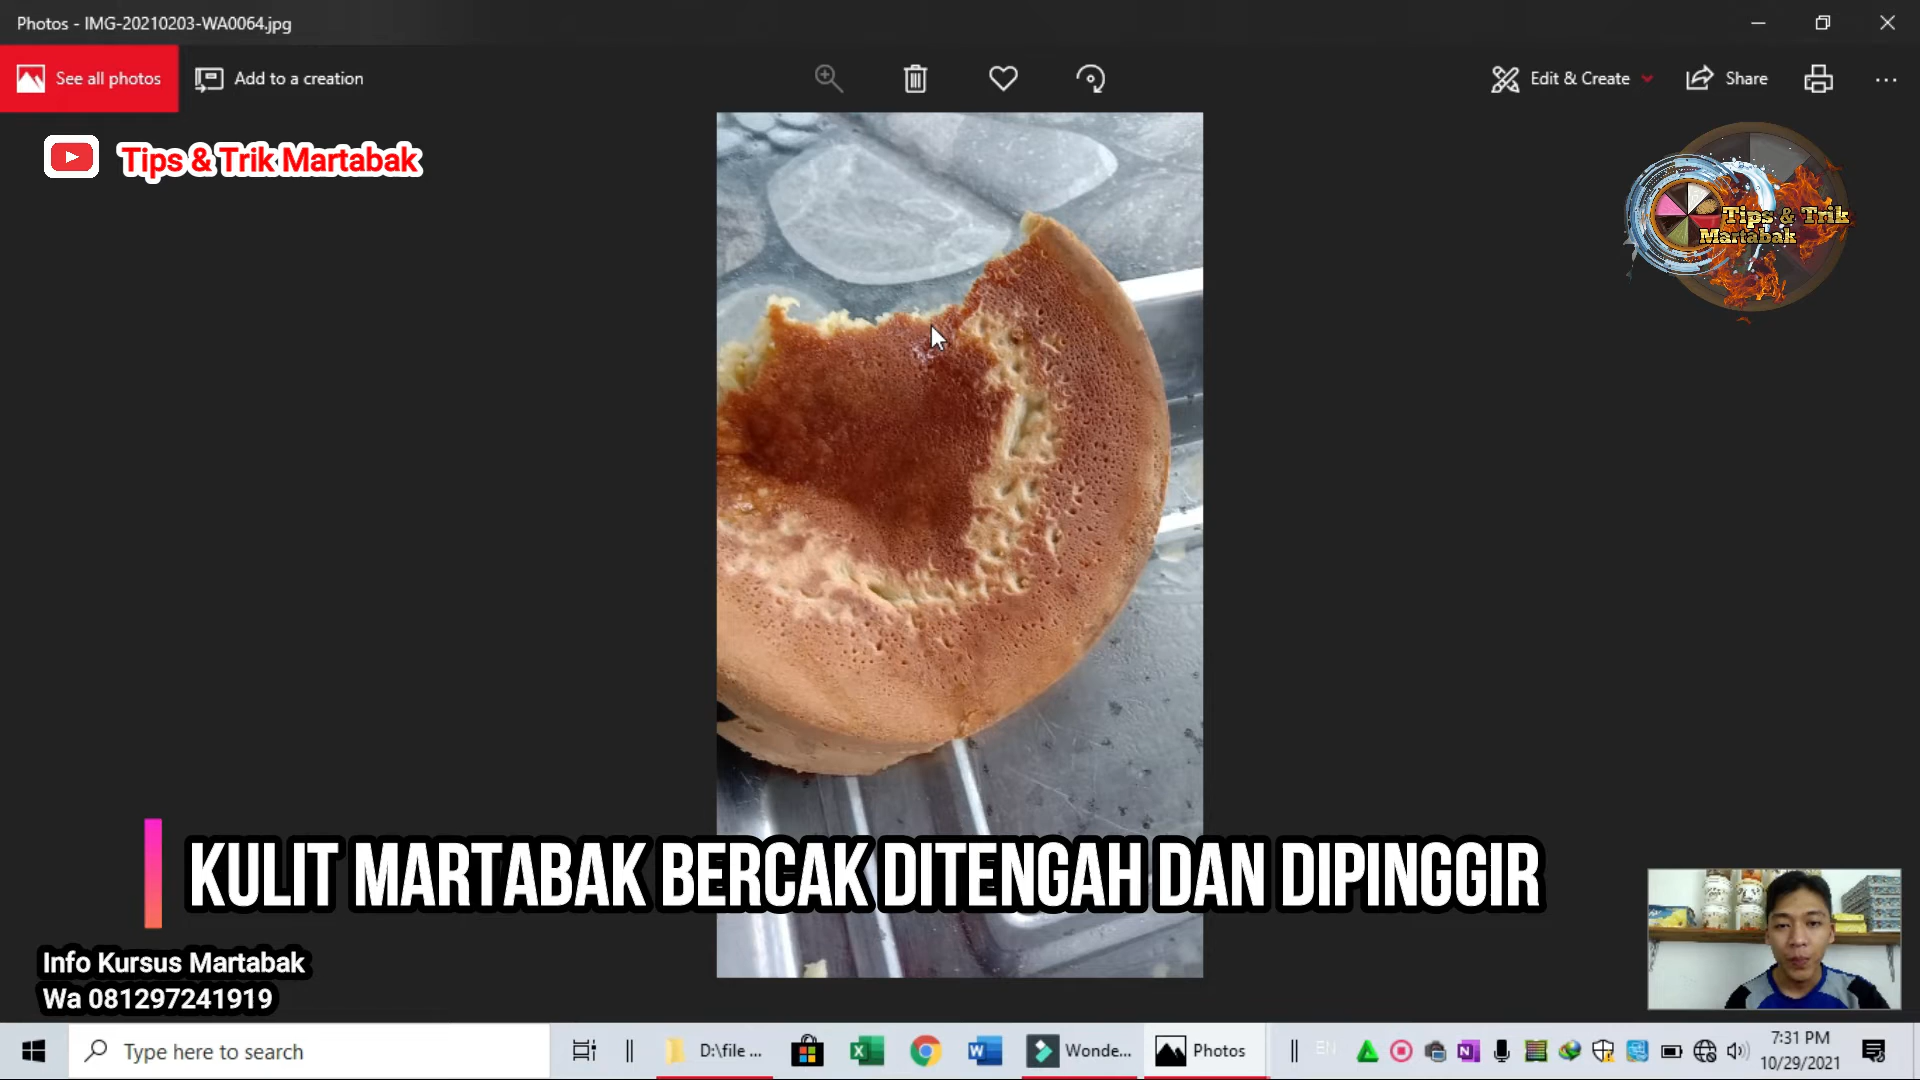 Photos - IMG-20210203-WA0064.jpg
See all photos
Add to a creation
Edit & Create
Share
Tips & Trik Martabak
Tips & Trik
Martabak
KULIT MARTABAK BERCAK DITENGAH DAN DIPINGGIR
Info Kursus Martabak
Wa 081297241919
Type here to search
D:\file ...
Wonde...
Photos
EN
7:31 PM
10/29/2021